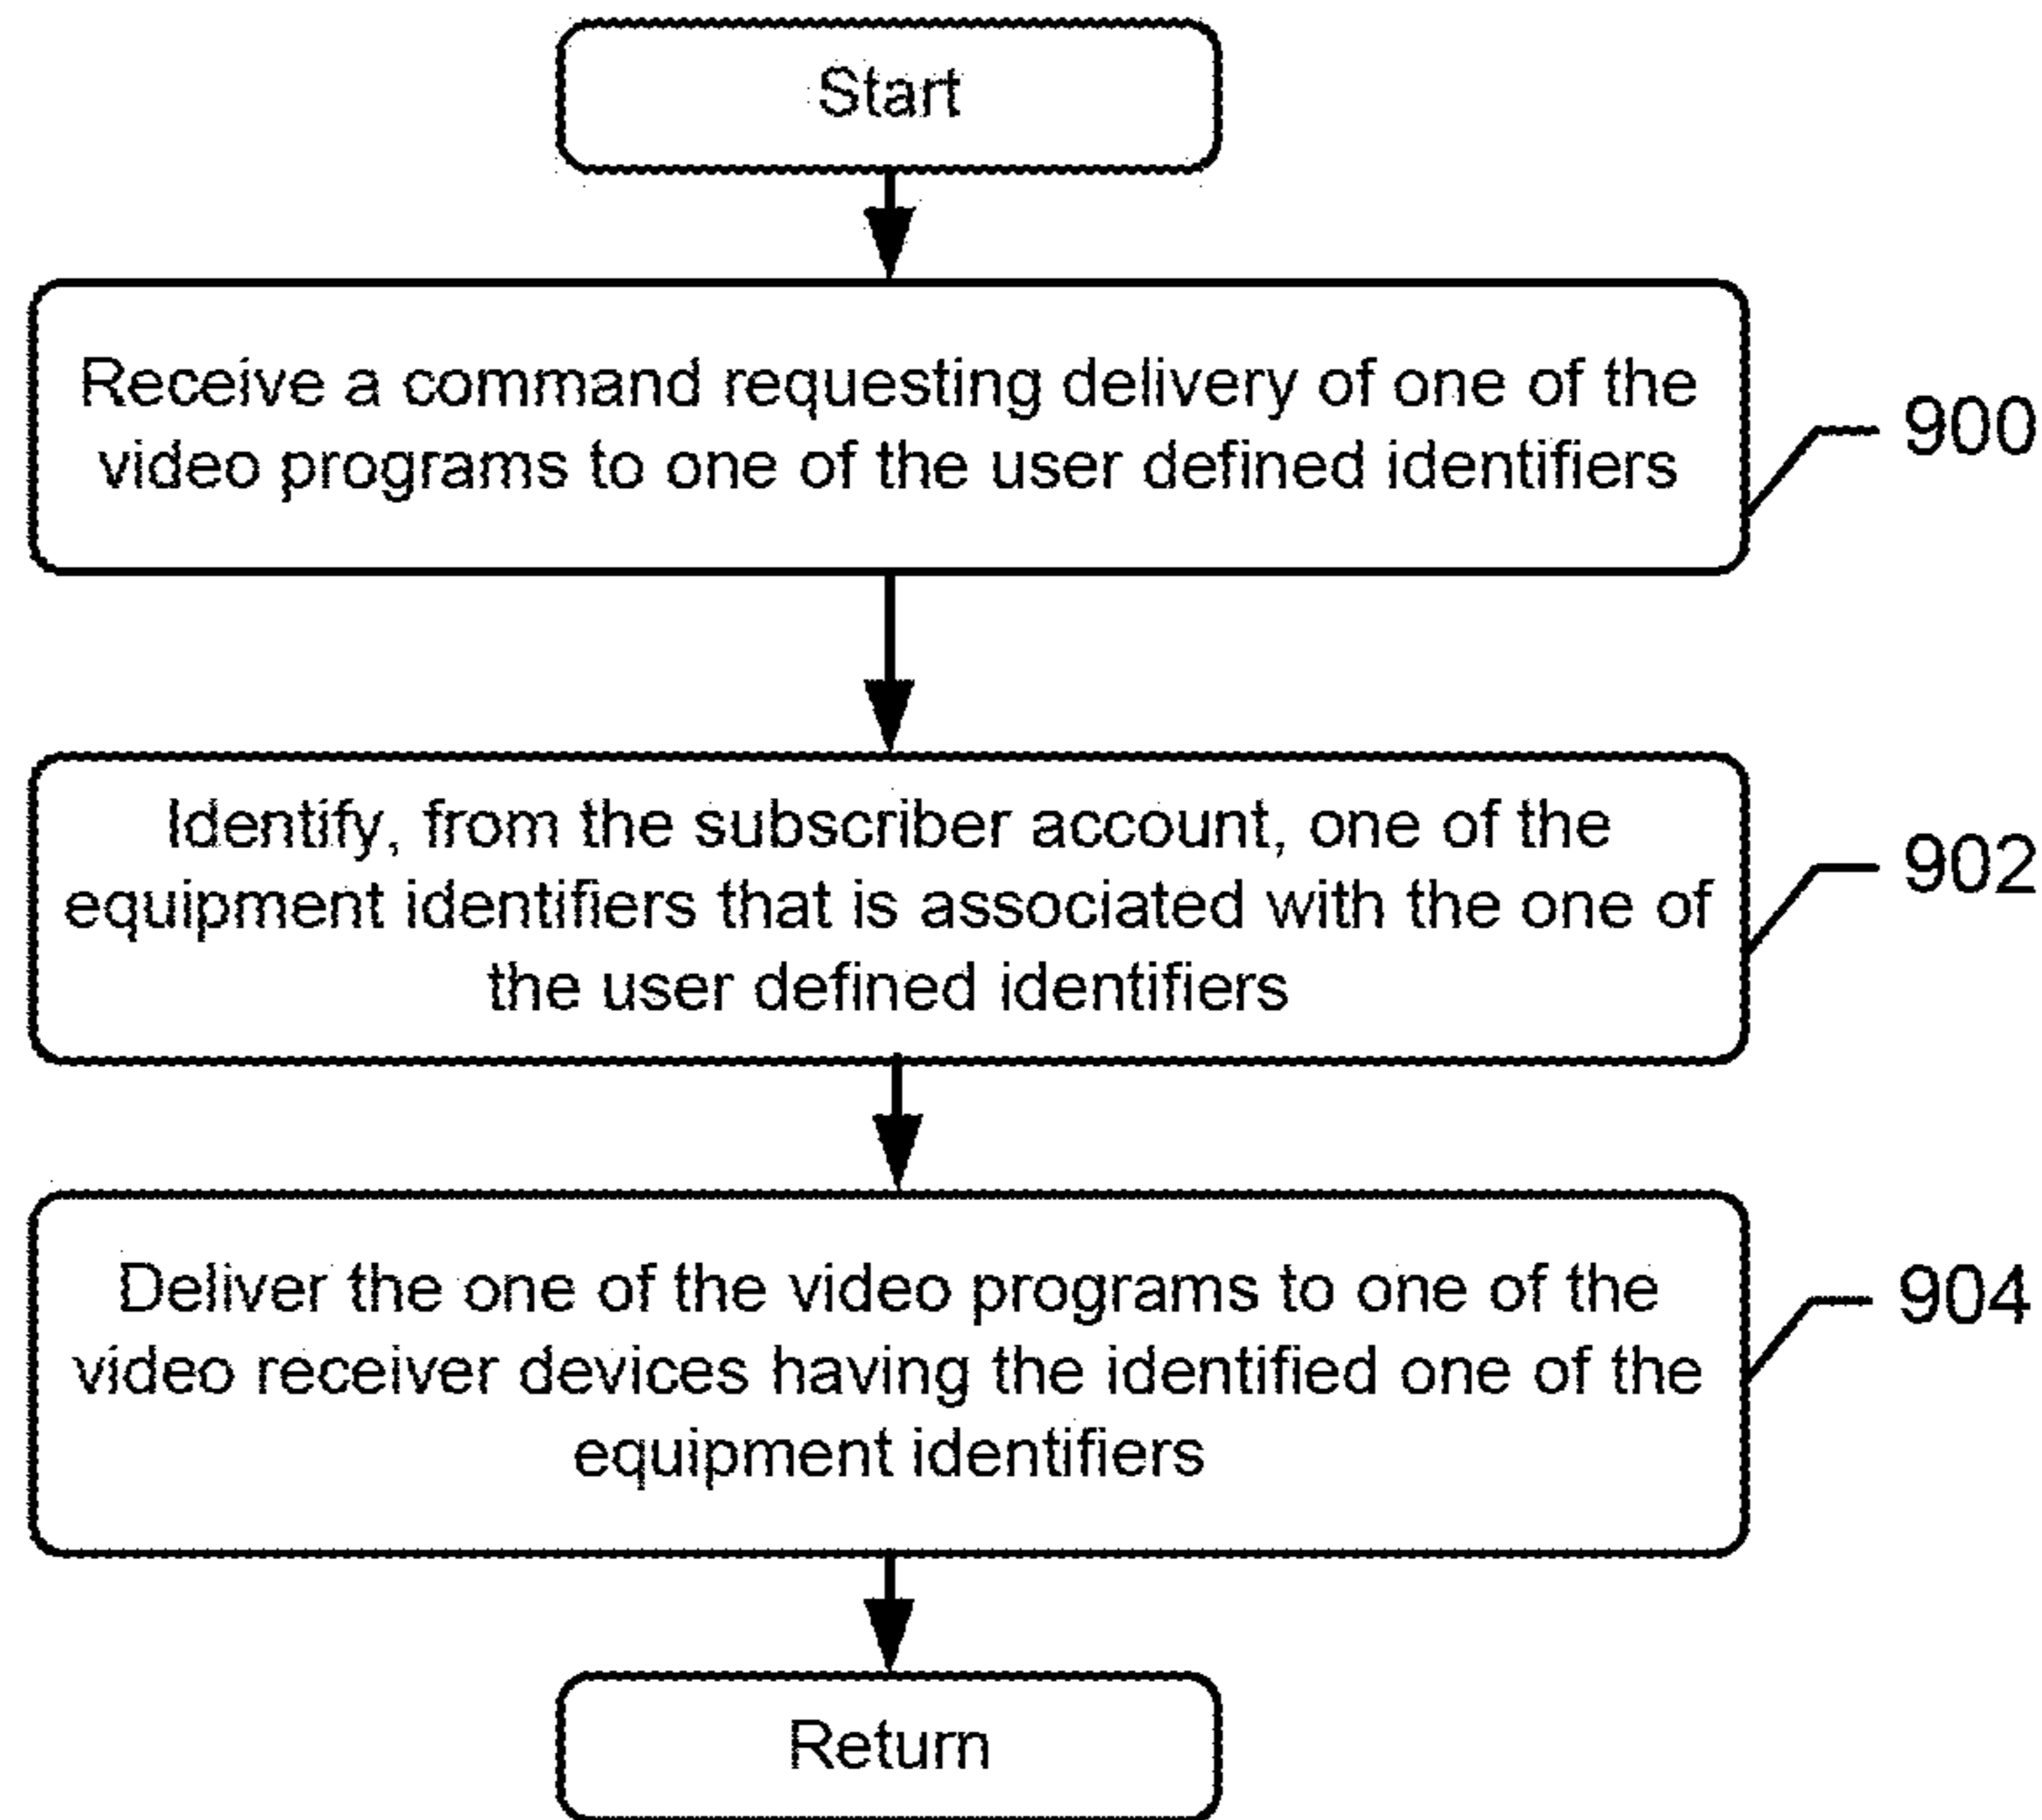 Start
Receive a command requesting delivery of one of the
video programs to one of the user defined identifiers
900
Identify, from the subscriber account, one of the
equipment identifiers that is associated with the one of
the user defined identifiers
902
Deliver the one of the video programs to one of the
video receiver devices having the identified one of the
equipment identifiers
904
Return